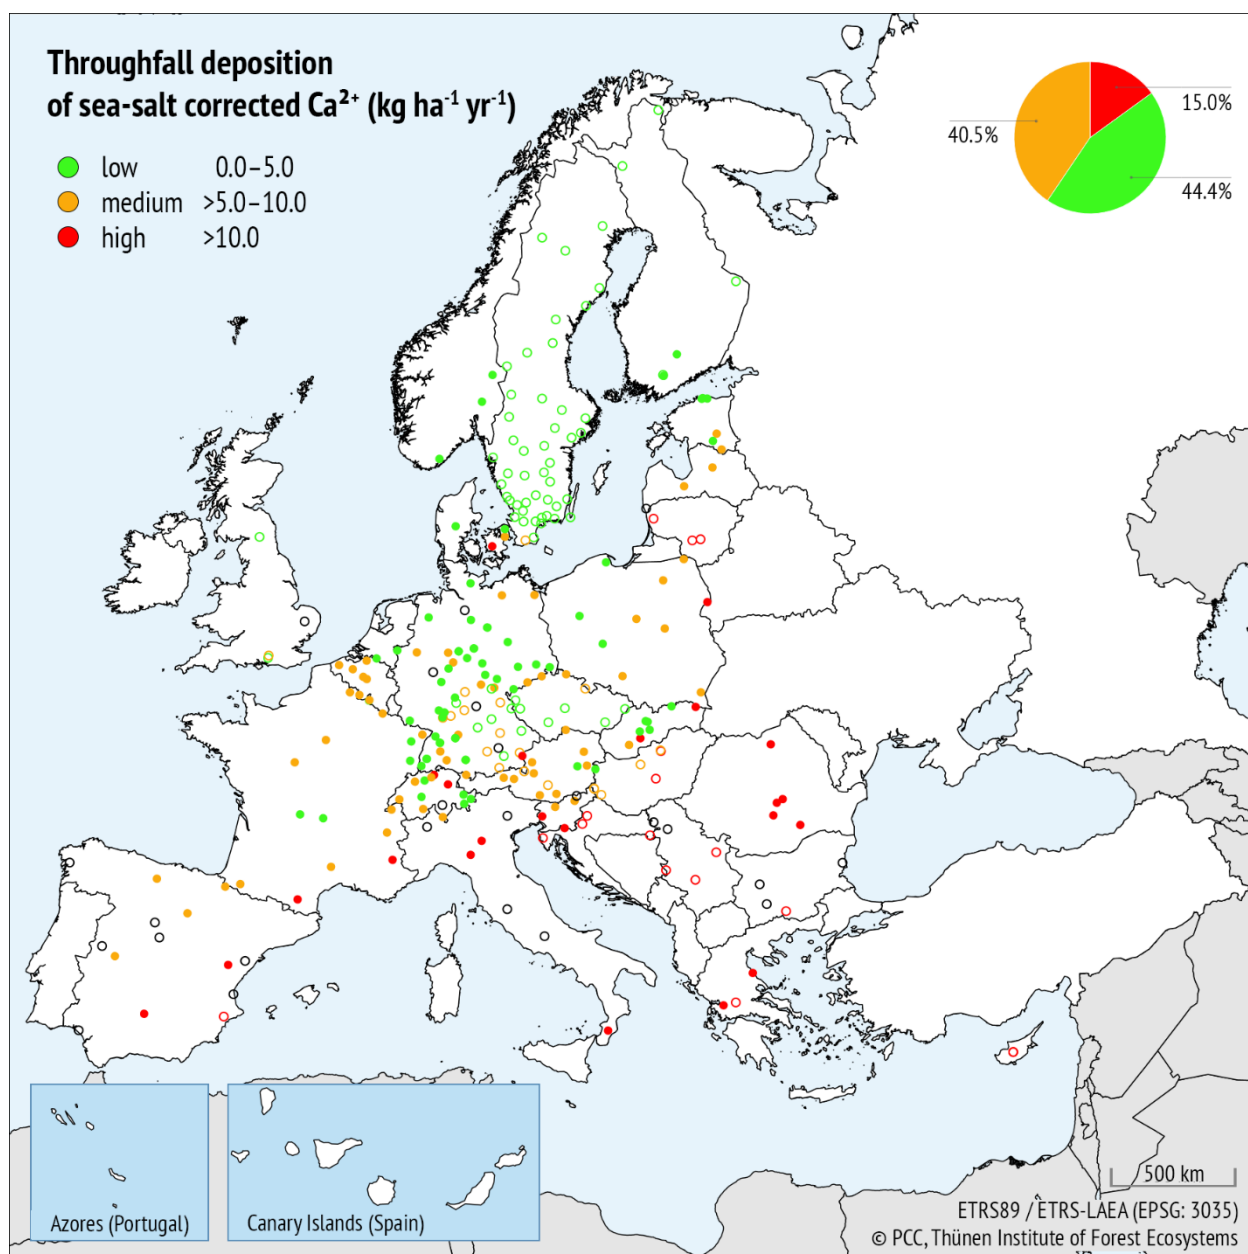 Throughfall deposition
of sea-salt corrected Ca²⁺ (kg ha⁻¹ yr⁻¹)
low 0.0–5.0
medium >5.0–10.0
high >10.0
15.0%
40.5%
44.4%
500 km
Azores (Portugal)
Canary Islands (Spain)
ETRS89 / ETRS-LAEA (EPSG: 3035)
© PCC, Thünen Institute of Forest Ecosystems